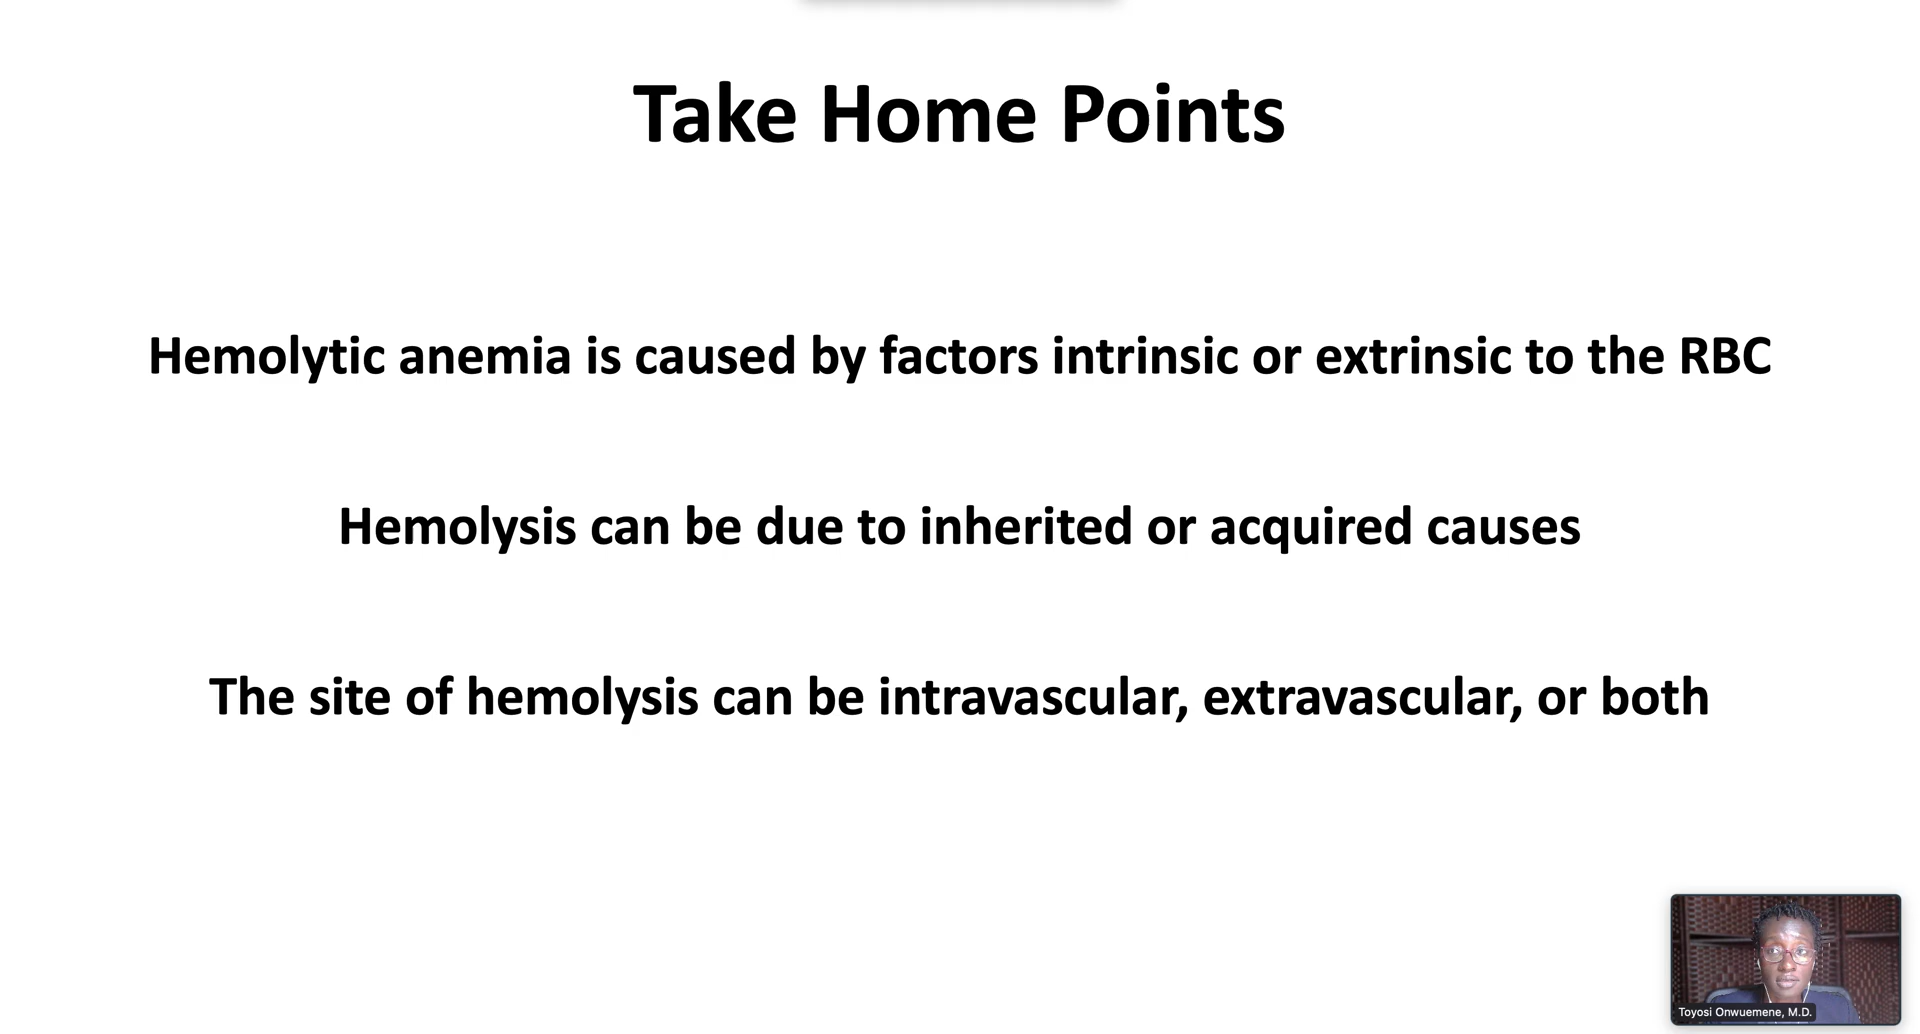 Take Home Points
Hemolytic anemia is caused by factors intrinsic or extrinsic to the RBC
Hemolysis can be due to inherited or acquired causes
The site of hemolysis can be intravascular, extravascular, or both
Toyosi Onwuemene, M.D.